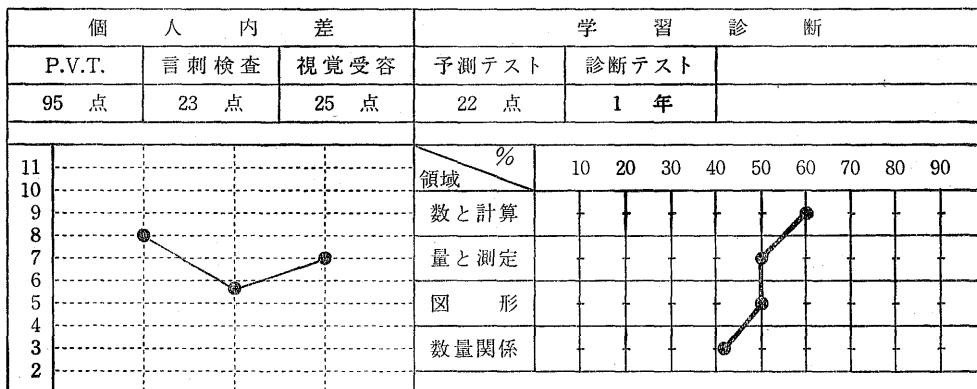 個人内差 学習診断
P.V.T. 言刺検査 視覚受容 予測テスト 診断テスト
95 点 23 点 25 点 22 点 1 年
% 10 20 30 40 50 60 70 80 90
領域
数と計算
量と測定
図形
数量関係
11
10
9
8
7
6
5
4
3
2